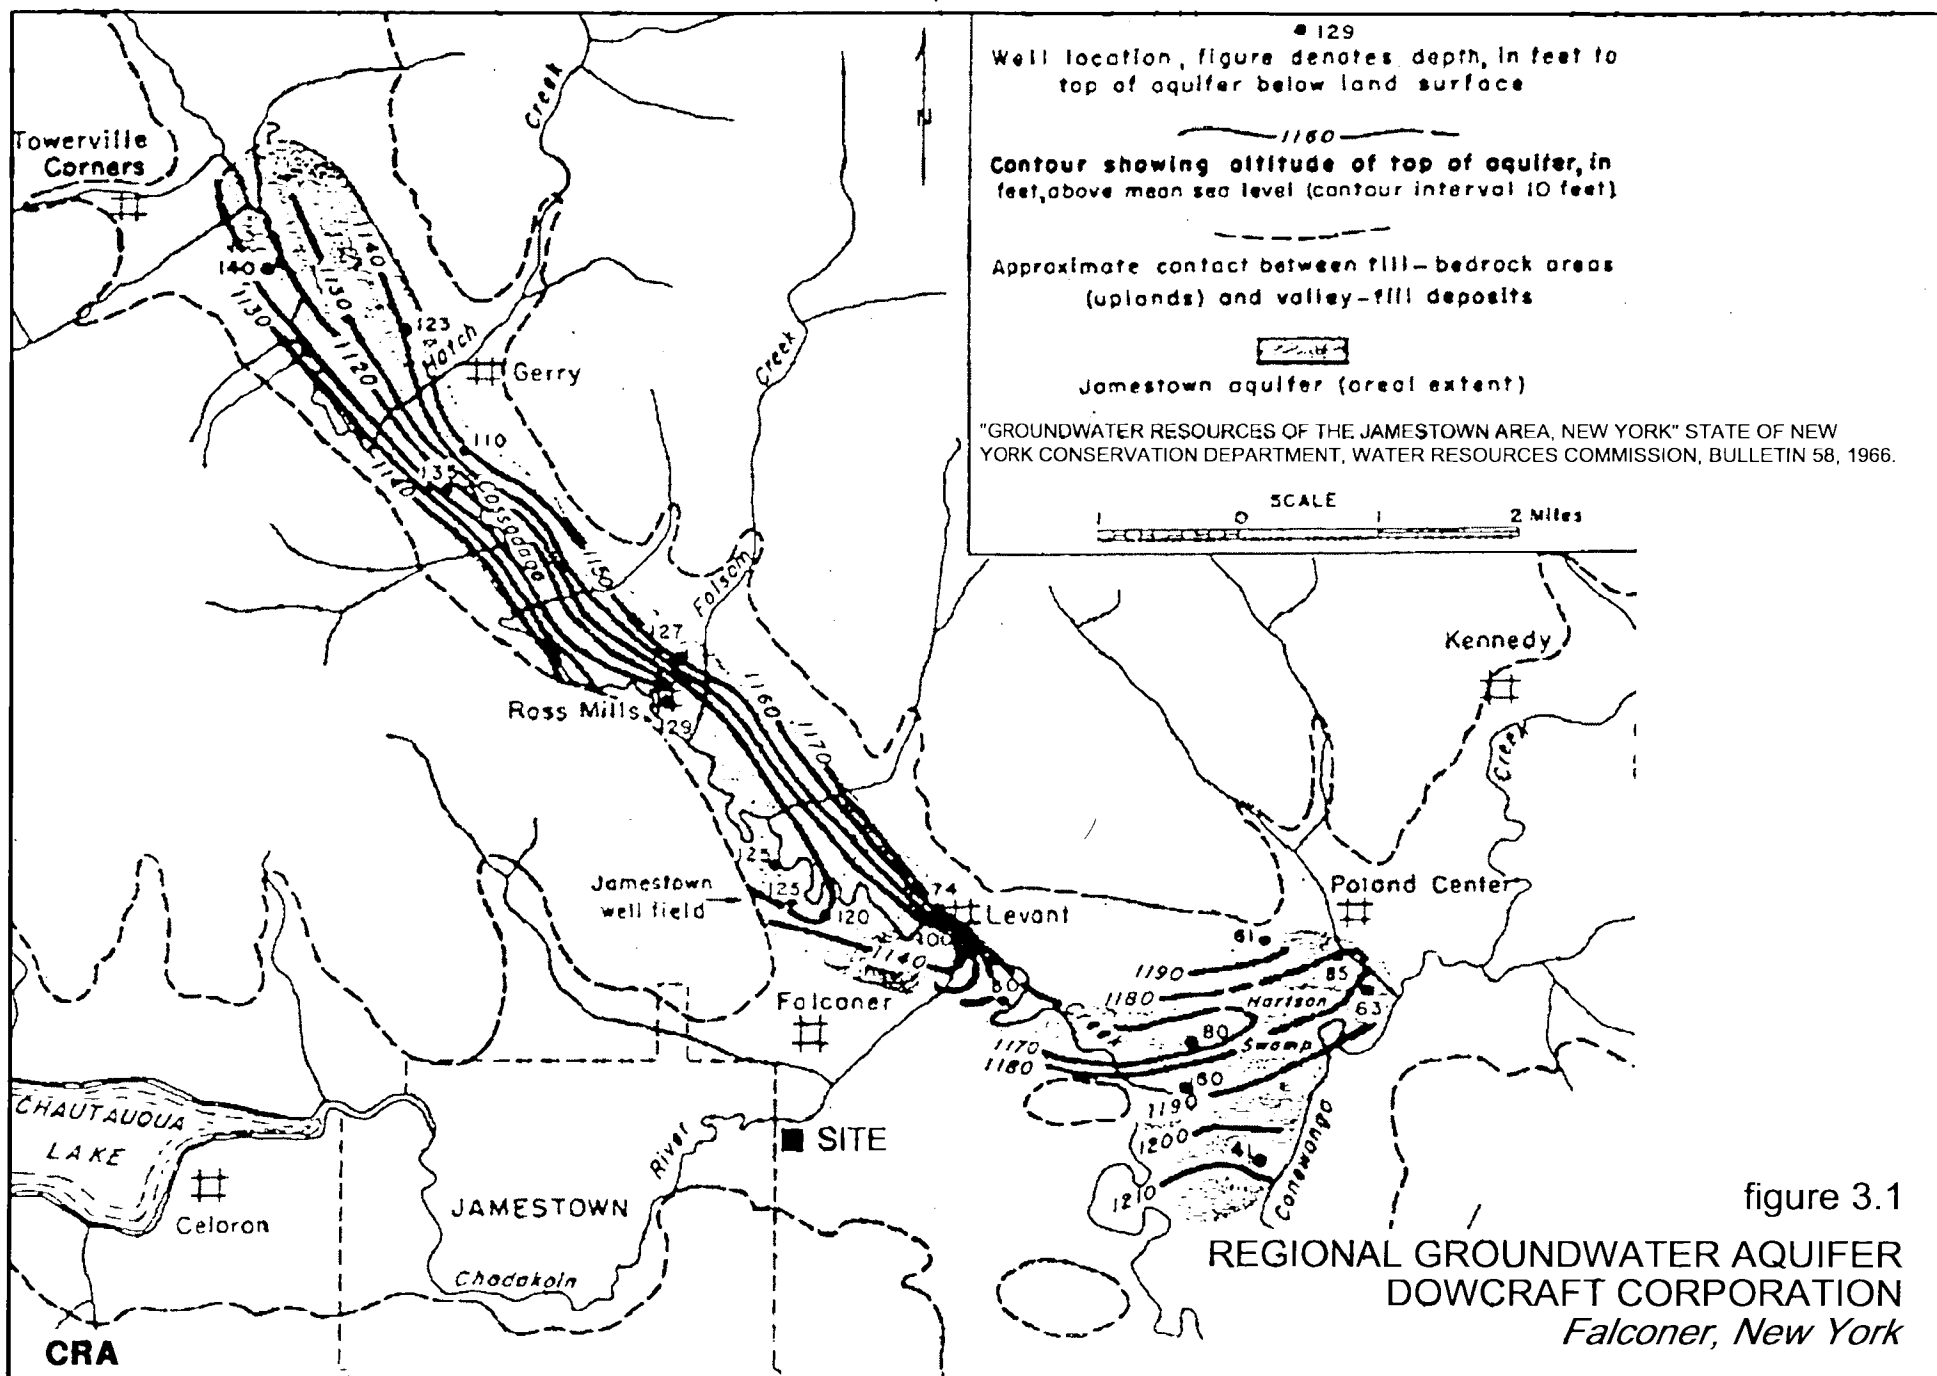 129
Well location, figure denotes depth, in feet to
top of aquifer below land surface
1160
Contour showing altitude of top of aquifer, in
feet, above mean sea level (contour interval 10 feet)
Approximate contact between till-bedrock areas
(uplands) and valley-fill deposits
Jamestown aquifer (areal extent)
"GROUNDWATER RESOURCES OF THE JAMESTOWN AREA, NEW YORK" STATE OF NEW
YORK CONSERVATION DEPARTMENT, WATER RESOURCES COMMISSION, BULLETIN 58, 1966.
SCALE
1 0 1 2 Miles
N
Towerville
Corners
Creek
140
1130
1130
1140
1120
123
Hatch
Gerry
Creek
110
135
1140
Cassadaga
1150
Folsom
127
Ross Mills
129
1160
1170
Kennedy
Creek
125
Jamestown
well field
125
120
74
Levant
100
1140
Poland Center
61
1190
85
1180
Hartson
63
80
80
1170
Swamp
1180
Falconer
60
1190
1200
41
1210
Conewango
CHAUTAUQUA
LAKE
Celoron
JAMESTOWN
River
Chadakoin
SITE
CRA
figure 3.1
REGIONAL GROUNDWATER AQUIFER
DOWCRAFT CORPORATION
Falconer, New York